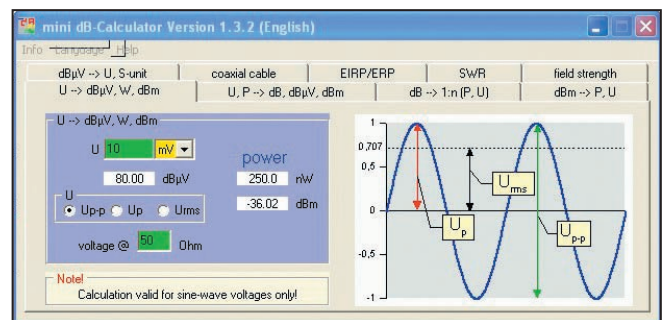 mini dB-Calculator Version 1.3.2 (English)
Info Language Help
dBµV --> U, S-unit coaxial cable EIRP/ERP SWR field strength
U --> dBµV, W, dBm U, P --> dB, dBµV, dBm dB --> 1:n (P, U) dBm --> P, U
U --> dBµV, W, dBm
U 10 mV
power
80.00 dBµV 250.0 nW
-36.02 dBm
U
Up-p Up Urms
voltage @ 50 Ohm
Note!
Calculation valid for sine-wave voltages only!
1
0,707
0,5
0
-0,5
-1
Urms
Up
Up-p